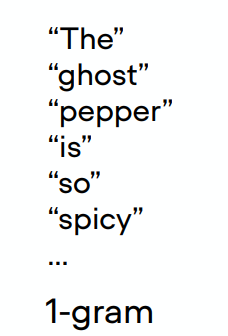 “The”
“ghost”
“pepper”
“is”
“so”
“spicy”
...
1-gram